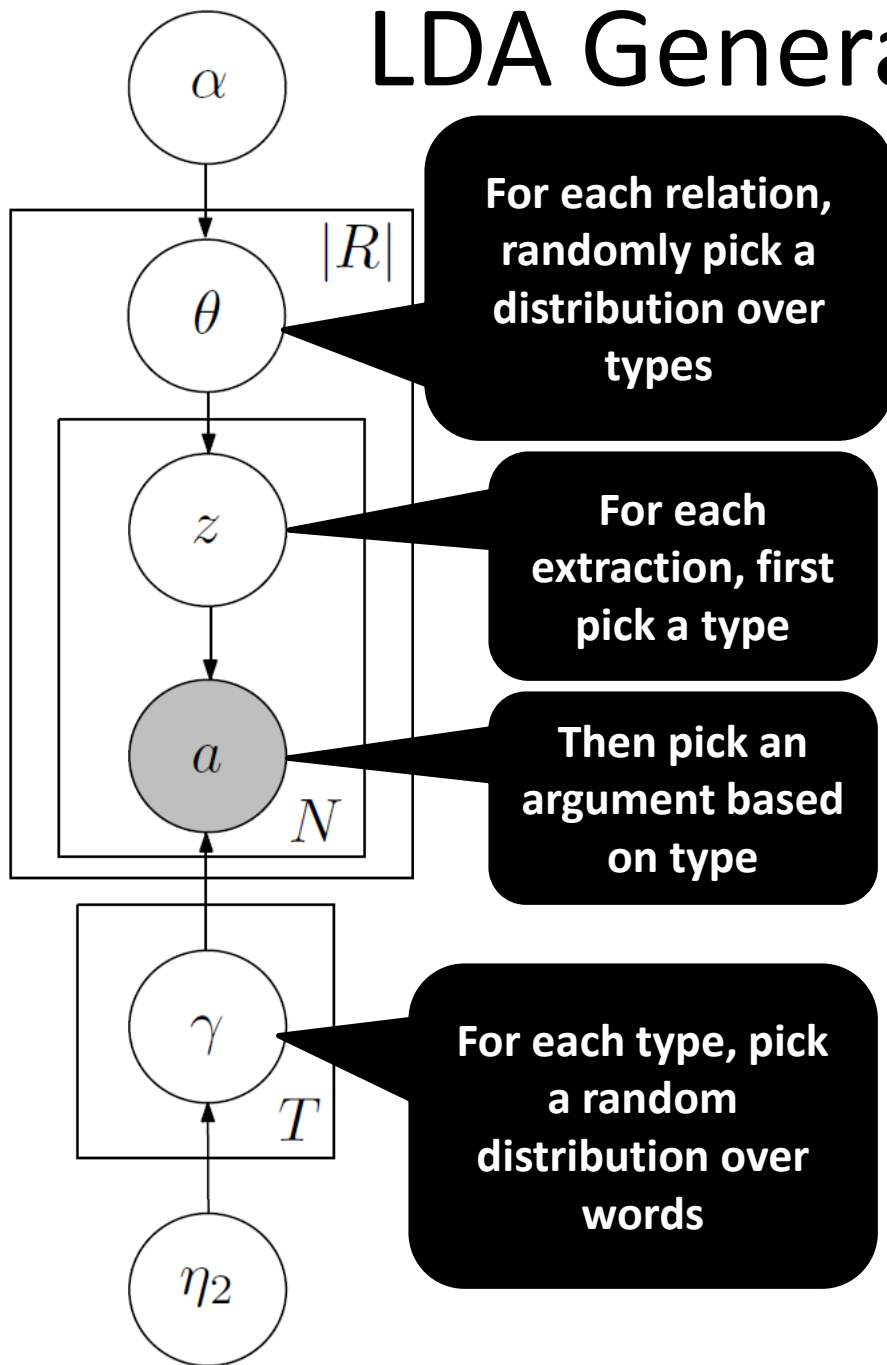 LDA Genera
α
|R|
θ
For each relation,
randomly pick a
distribution over
types
z
For each
extraction, first
pick a type
a
N
Then pick an
argument based
on type
γ
T
For each type, pick
a random
distribution over
words
η₂